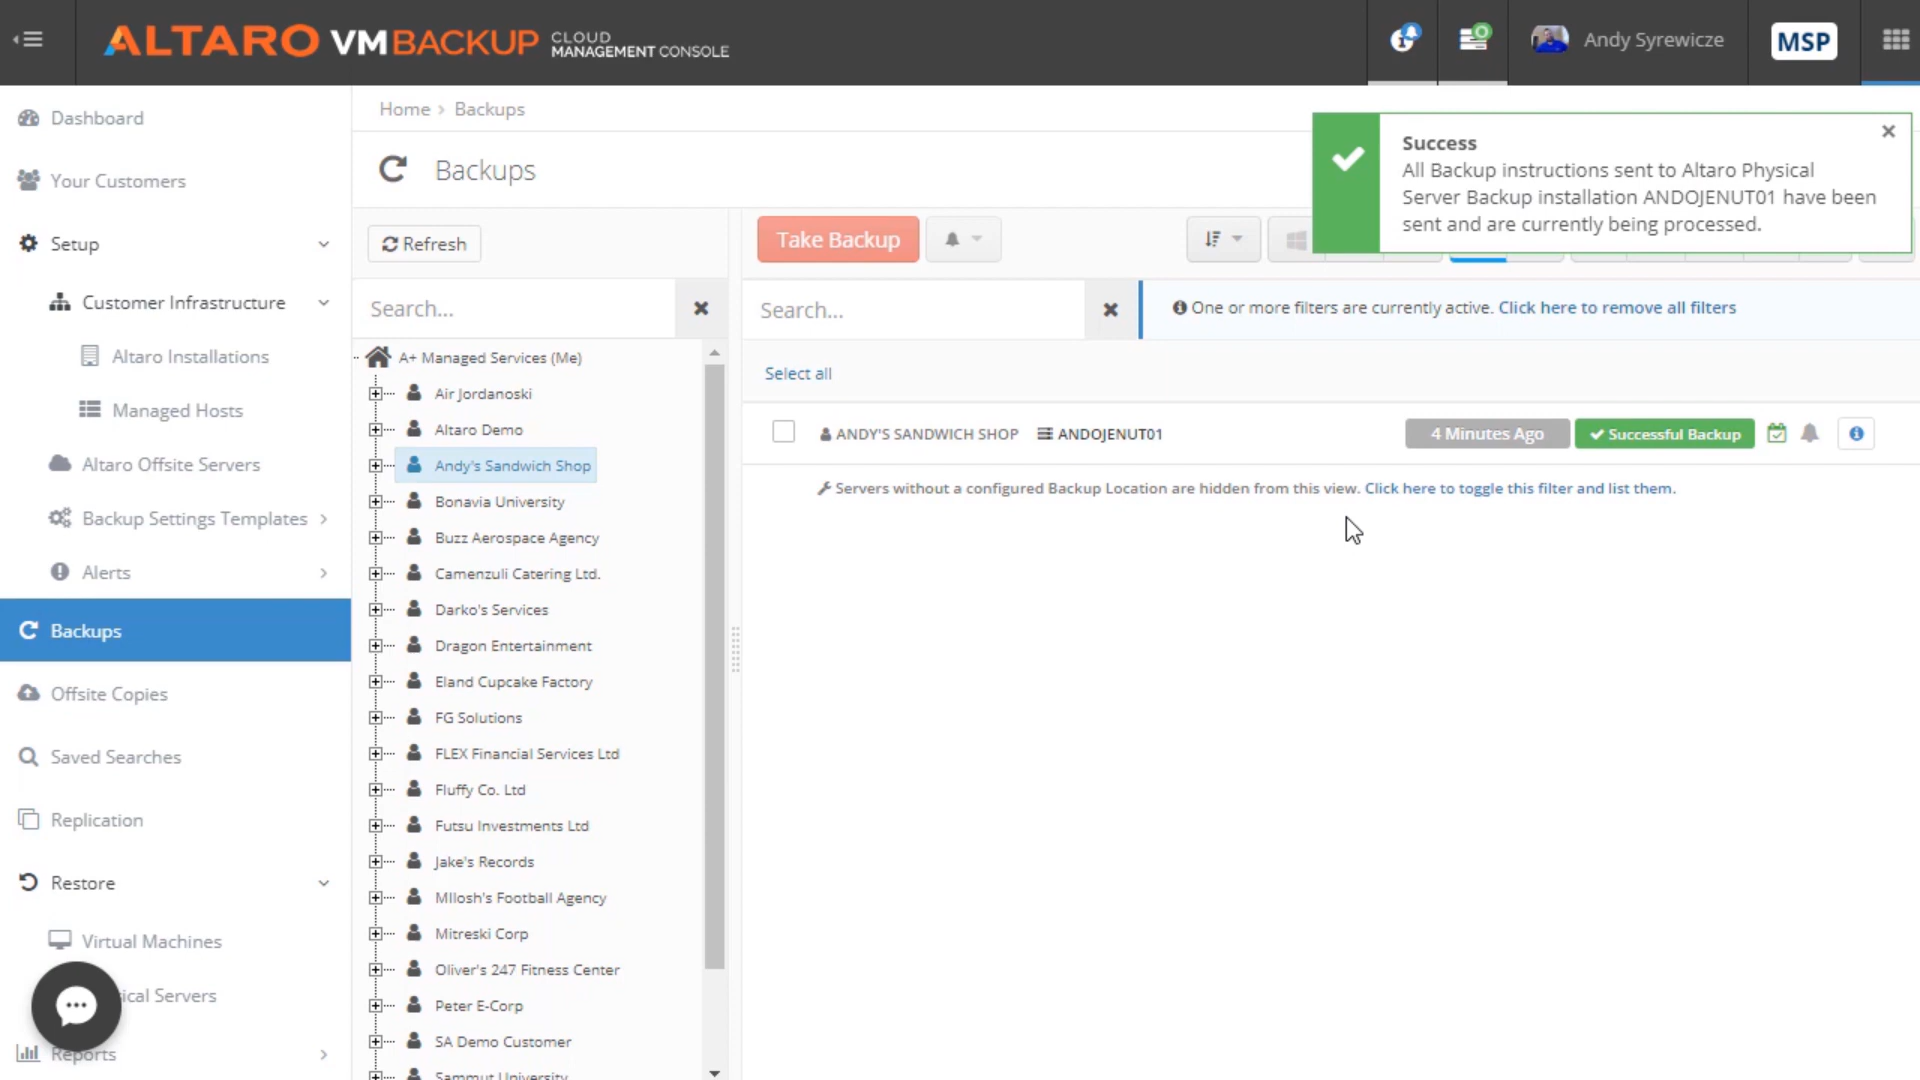 ALTARO VMBACKUP CLOUD MANAGEMENT CONSOLE
Andy Syrewicze
MSP
Dashboard
Your Customers
Setup
Customer Infrastructure
Altaro Installations
Managed Hosts
Altaro Offsite Servers
Backup Settings Templates
Alerts
Backups
Offsite Copies
Saved Searches
Replication
Restore
Virtual Machines
ical Servers
Reports
Home › Backups
Backups
Refresh
Search...
A+ Managed Services (Me)
Air Jordanoski
Altaro Demo
Andy's Sandwich Shop
Bonavia University
Buzz Aerospace Agency
Camenzuli Catering Ltd.
Darko's Services
Dragon Entertainment
Eland Cupcake Factory
FG Solutions
FLEX Financial Services Ltd
Fluffy Co. Ltd
Futsu Investments Ltd
Jake's Records
MIlosh's Football Agency
Mitreski Corp
Oliver's 247 Fitness Center
Peter E-Corp
SA Demo Customer
Sammut University
Take Backup
Success
All Backup instructions sent to Altaro Physical
Server Backup installation ANDOJENUT01 have been
sent and are currently being processed.
Search...
One or more filters are currently active. Click here to remove all filters
Select all
ANDY'S SANDWICH SHOP ANDOJENUT01 4 Minutes Ago Successful Backup
Servers without a configured Backup Location are hidden from this view. Click here to toggle this filter and list them.